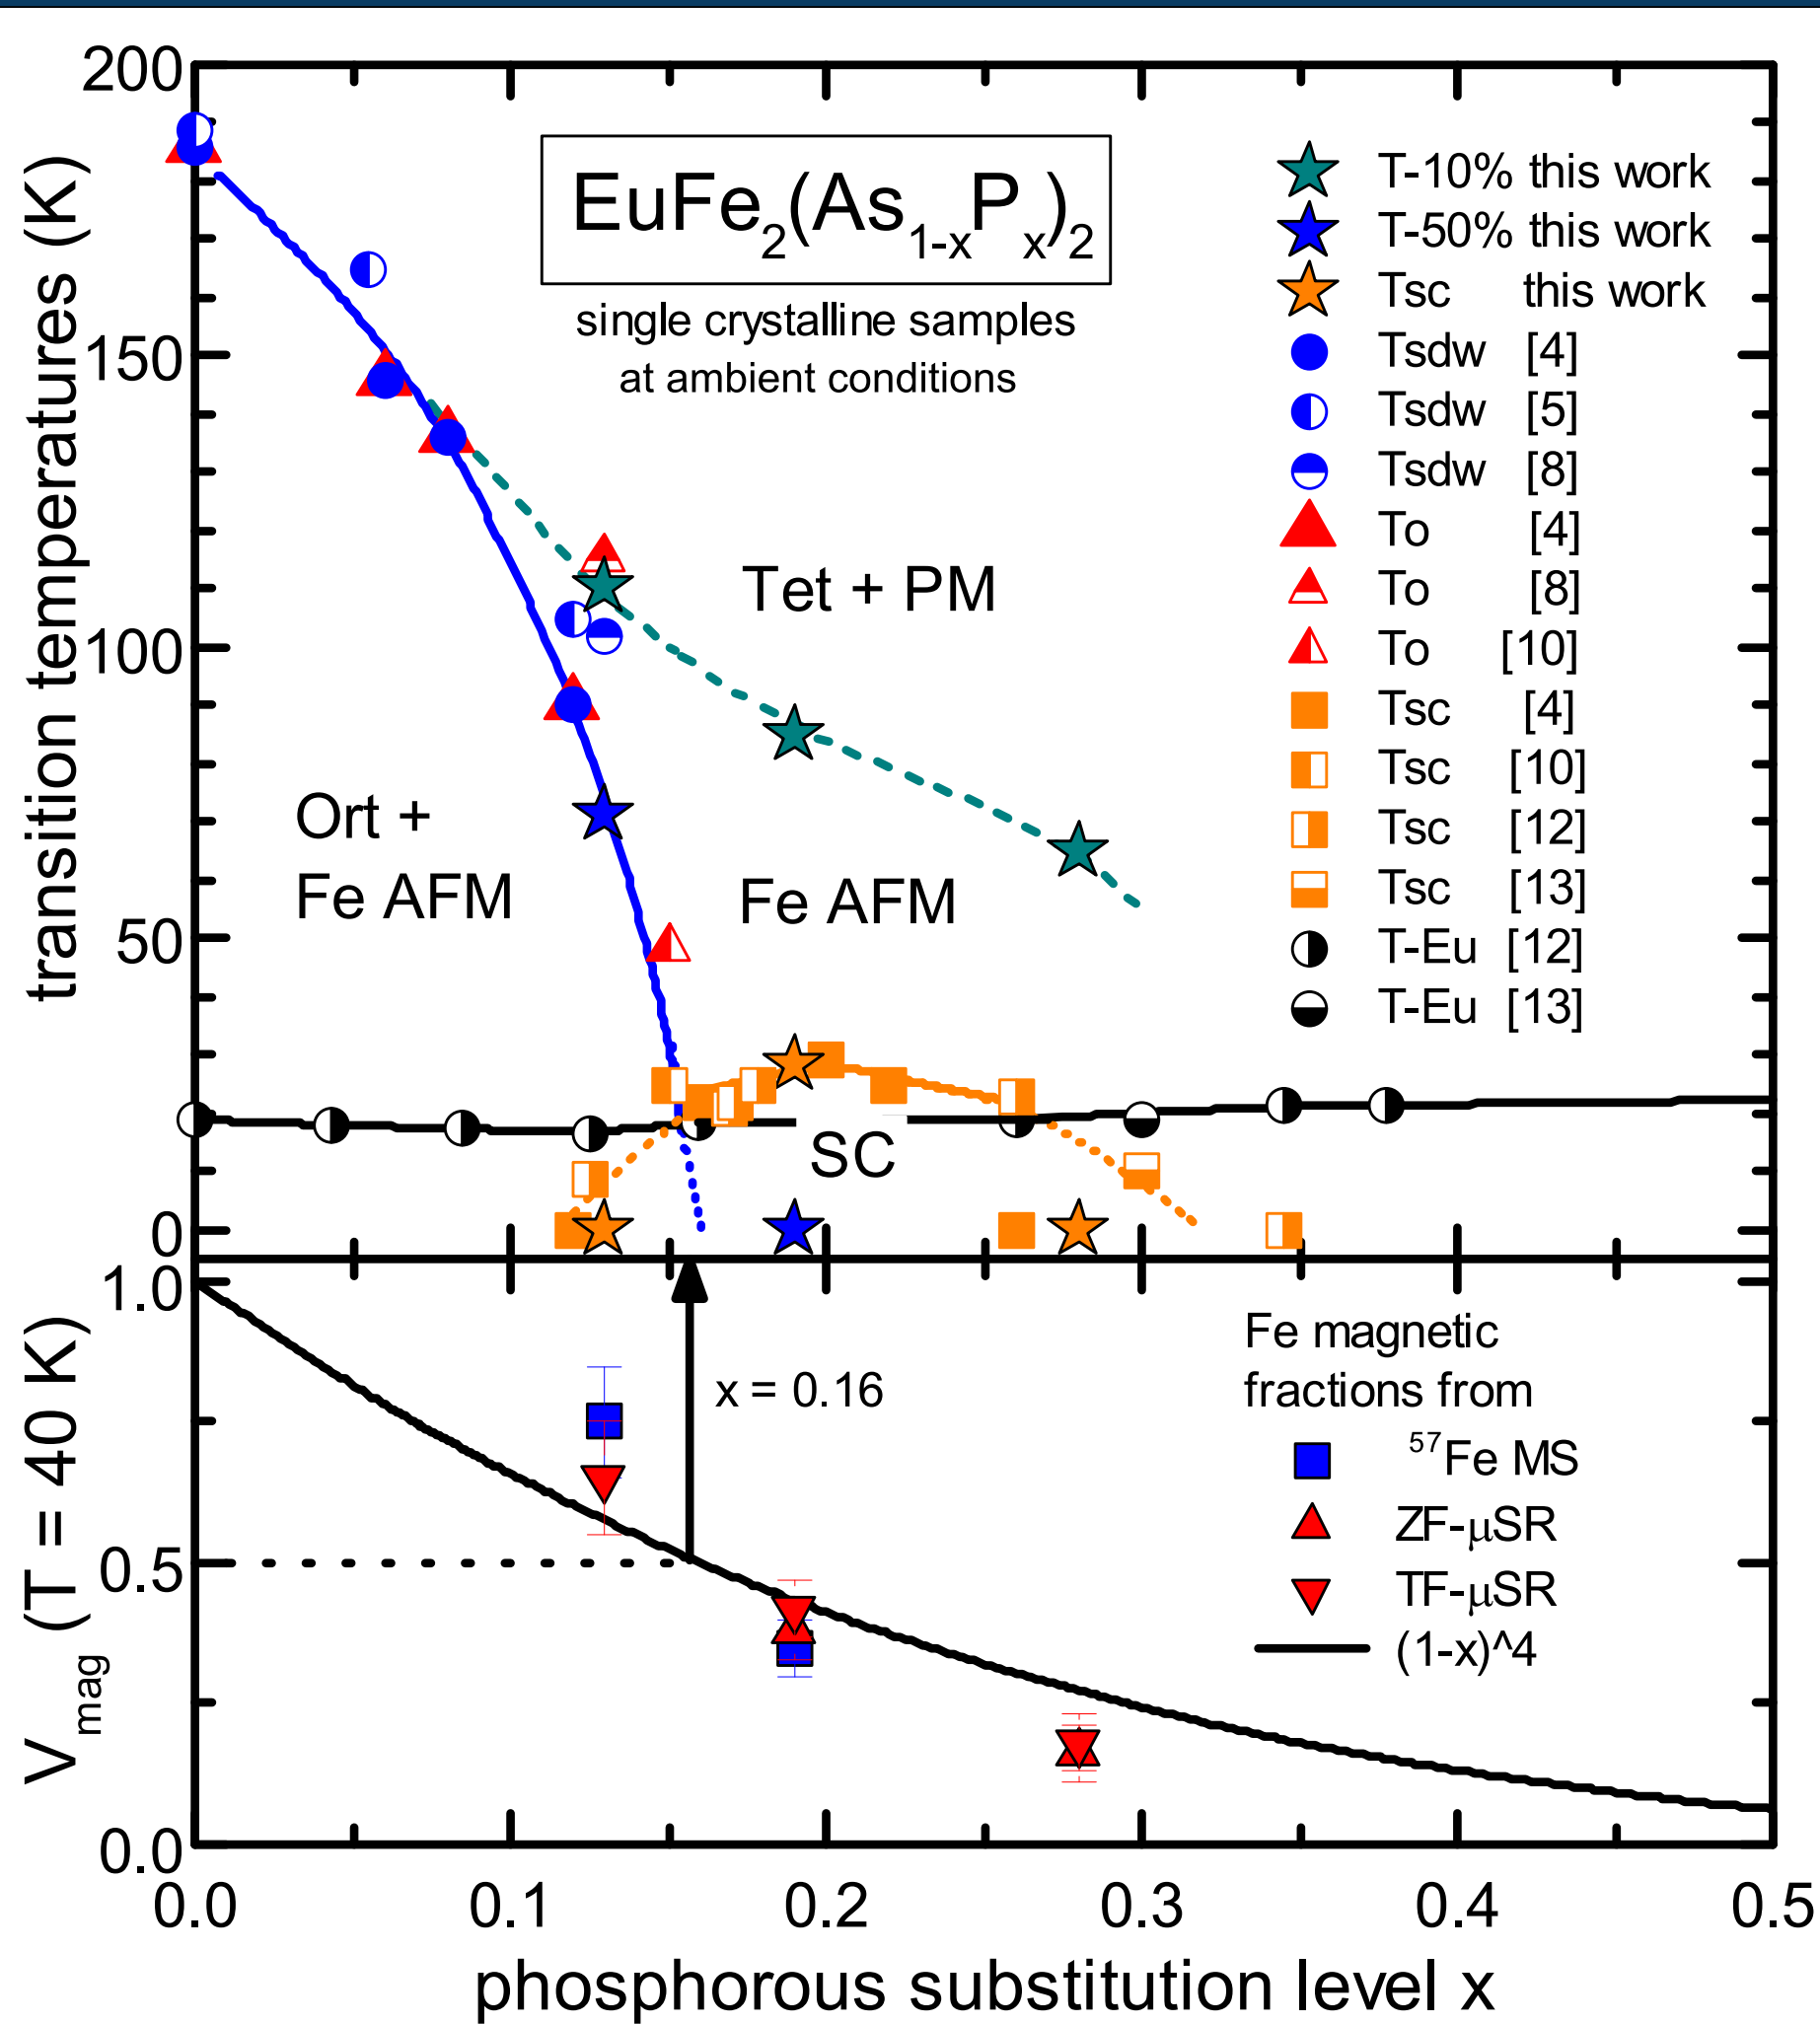 200
150
100
50
0
transition temperatures (K)
EuFe2(As1-xPx)2
single crystalline samples
at ambient conditions
T-10% this work
T-50% this work
Tsc this work
Tsdw [4]
Tsdw [5]
Tsdw [8]
To [4]
To [8]
To [10]
Tsc [4]
Tsc [10]
Tsc [12]
Tsc [13]
T-Eu [12]
T-Eu [13]
Tet + PM
Ort +
Fe AFM
Fe AFM
SC
1.0
0.5
0.0
Vmag (T = 40 K)
x = 0.16
Fe magnetic
fractions from
57Fe MS
ZF-μSR
TF-μSR
(1-x)^4
0.0 0.1 0.2 0.3 0.4 0.5
phosphorous substitution level x